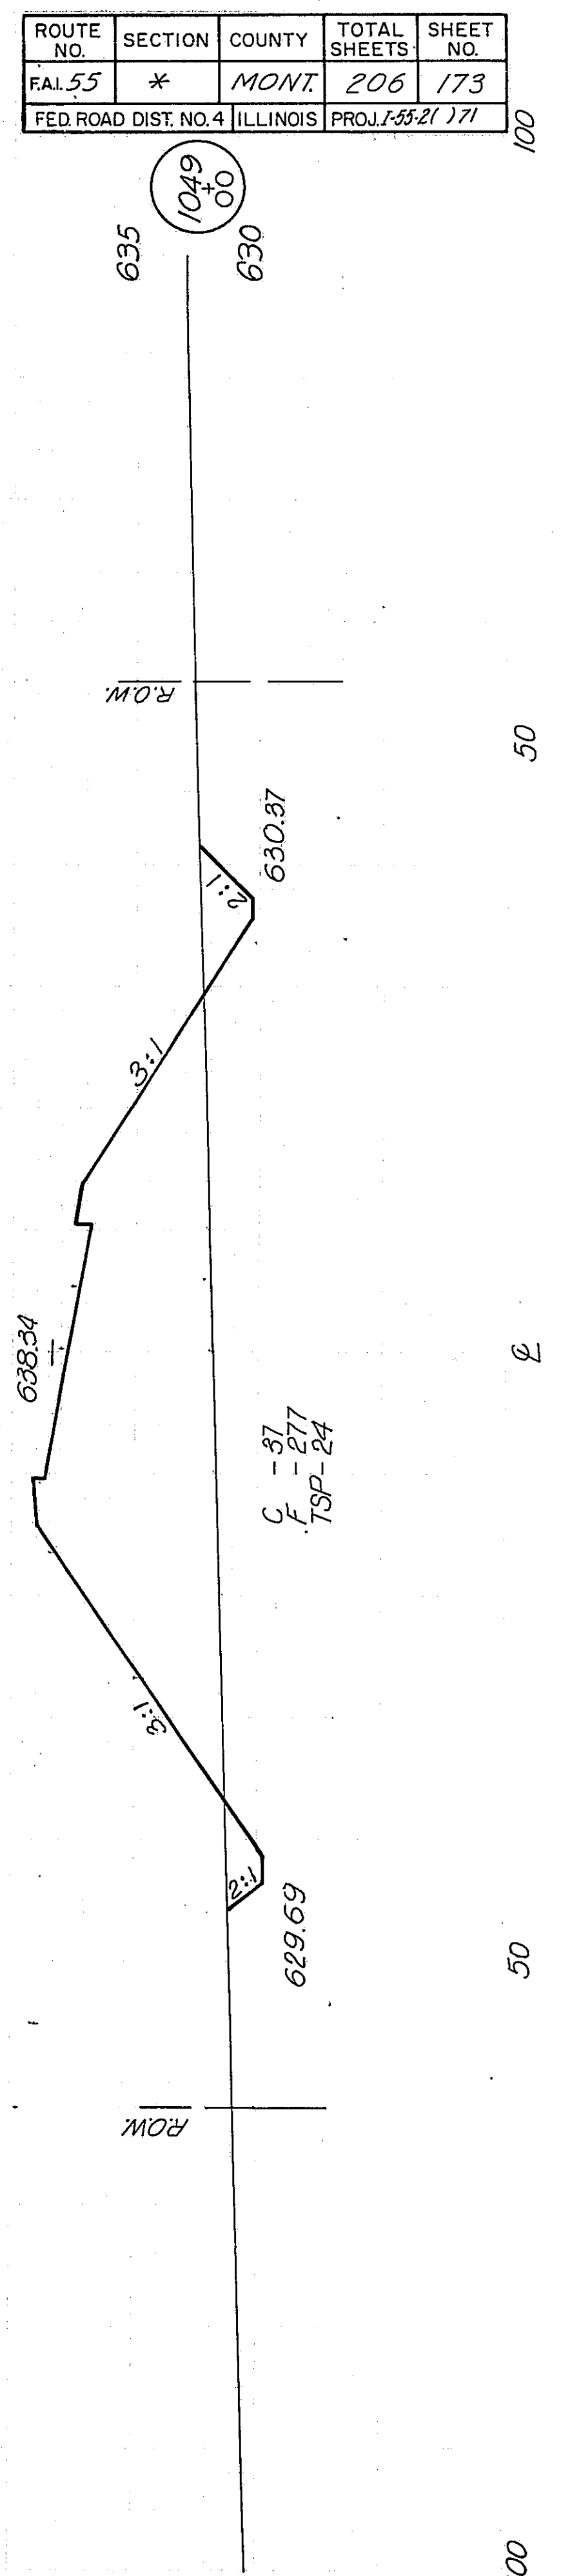 ROUTE NO. SECTION COUNTY TOTAL SHEETS SHEET NO.
F.A.I. 55 * MONT. 206 173
FED. ROAD DIST. NO. 4 ILLINOIS PROJ. I-55-2( )71
100
1049
+
00
635
630
R.O.W.
50
630.37
2:1
3:1
638.34
℄
C - 37
F - 277
TSP - 24
3:1
2:1
629.69
50
R.O.W.
00